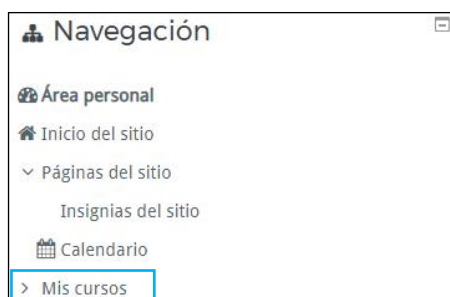 Navegación
Área personal
Inicio del sitio
Páginas del sitio
Insignias del sitio
Calendario
Mis cursos